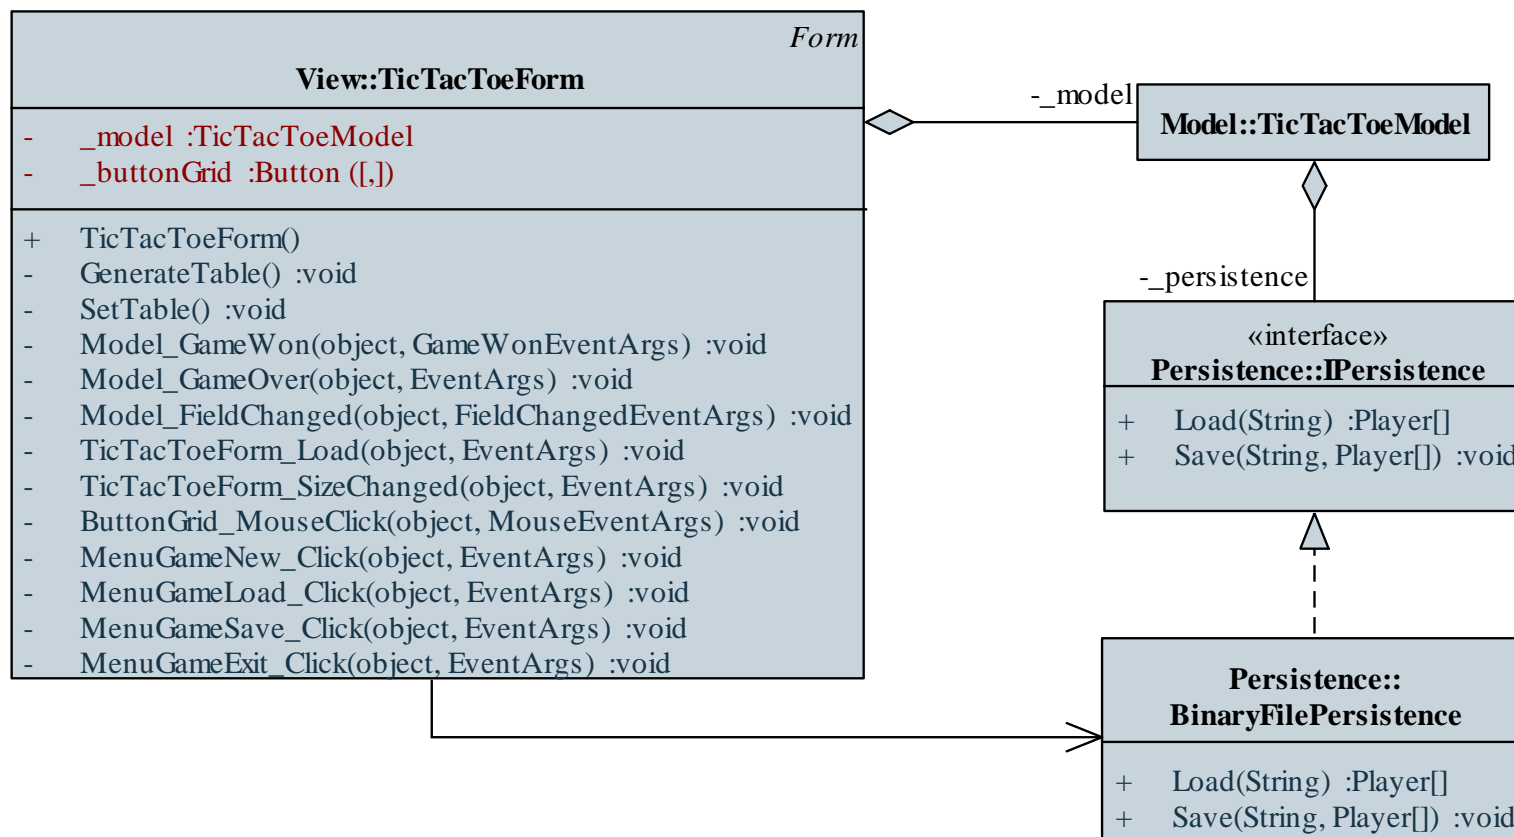 Form
View::TicTacToeForm
- _model :TicTacToeModel
- _buttonGrid :Button ([,])
+ TicTacToeForm()
- GenerateTable() :void
- SetTable() :void
- Model_GameWon(object, GameWonEventArgs) :void
- Model_GameOver(object, EventArgs) :void
- Model_FieldChanged(object, FieldChangedEventArgs) :void
- TicTacToeForm_Load(object, EventArgs) :void
- TicTacToeForm_SizeChanged(object, EventArgs) :void
- ButtonGrid_MouseClick(object, MouseEventArgs) :void
- MenuGameNew_Click(object, EventArgs) :void
- MenuGameLoad_Click(object, EventArgs) :void
- MenuGameSave_Click(object, EventArgs) :void
- MenuGameExit_Click(object, EventArgs) :void
-_model
Model::TicTacToeModel
-_persistence
«interface»
Persistence::IPersistence
+ Load(String) :Player[]
+ Save(String, Player[]) :void
Persistence::
BinaryFilePersistence
+ Load(String) :Player[]
+ Save(String, Player[]) :void